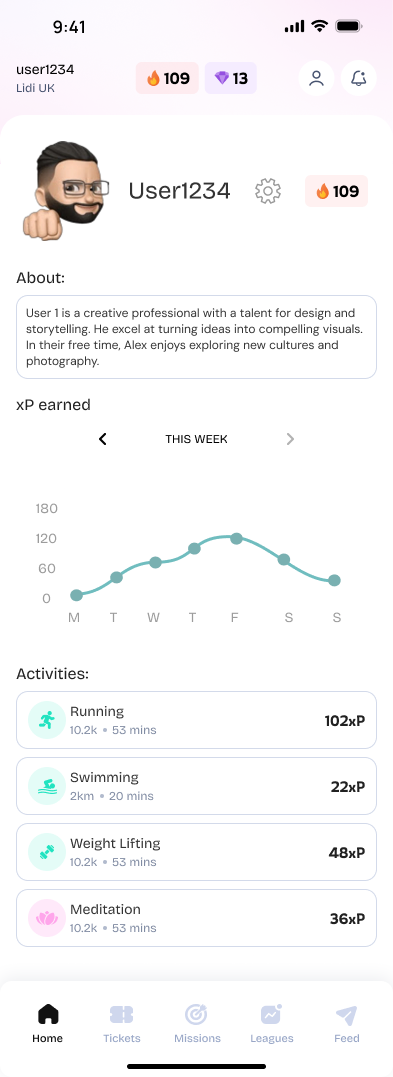 9:41
user1234
Lidi UK
109
13
User1234
109
About:
User 1 is a creative professional with a talent for design and
storytelling. He excel at turning ideas into compelling visuals.
In their free time, Alex enjoys exploring new cultures and
photography.
xP earned
THIS WEEK
180
120
60
0
M T W T F S S
Activities:
Running
10.2k • 53 mins
102xP
Swimming
2km • 20 mins
22xP
Weight Lifting
10.2k • 53 mins
48xP
Meditation
10.2k • 53 mins
36xP
Home Tickets Missions Leagues Feed